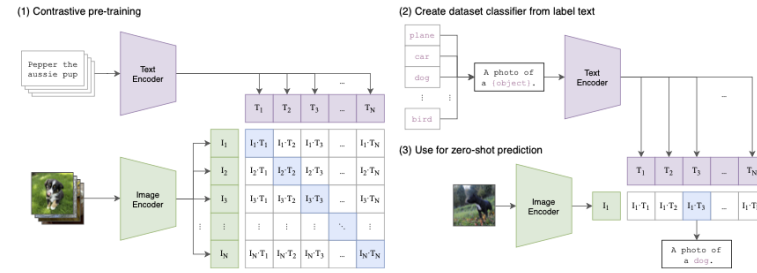 (1) Contrastive pre-training
Pepper the
aussie pup
Text
Encoder
...
T1 T2 T3 ... TN
I1 I1·T1 I1·T2 I1·T3 ... I1·TN
I2 I2·T1 I2·T2 I2·T3 ... I2·TN
I3 I3·T1 I3·T2 I3·T3 ... I3·TN
⋮ ⋮ ⋮ ⋮ ⋱ ⋮
IN IN·T1 IN·T2 IN·T3 ... IN·TN
Image
Encoder
(2) Create dataset classifier from label text
plane
car
dog
⋮
bird
⋮
A photo of
a {object}.
Text
Encoder
...
(3) Use for zero-shot prediction
Image
Encoder
T1 T2 T3 ... TN
I1 I1·T1 I1·T2 I1·T3 ...
A photo of
a dog.